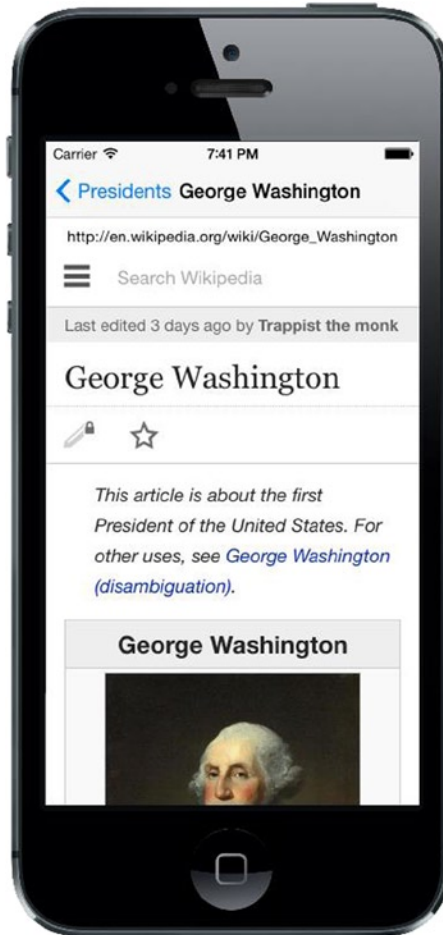 Carrier 7:41 PM
Presidents George Washington
http://en.wikipedia.org/wiki/George_Washington
Search Wikipedia
Last edited 3 days ago by Trappist the monk
George Washington
This article is about the first
President of the United States. For
other uses, see George Washington
(disambiguation).
George Washington